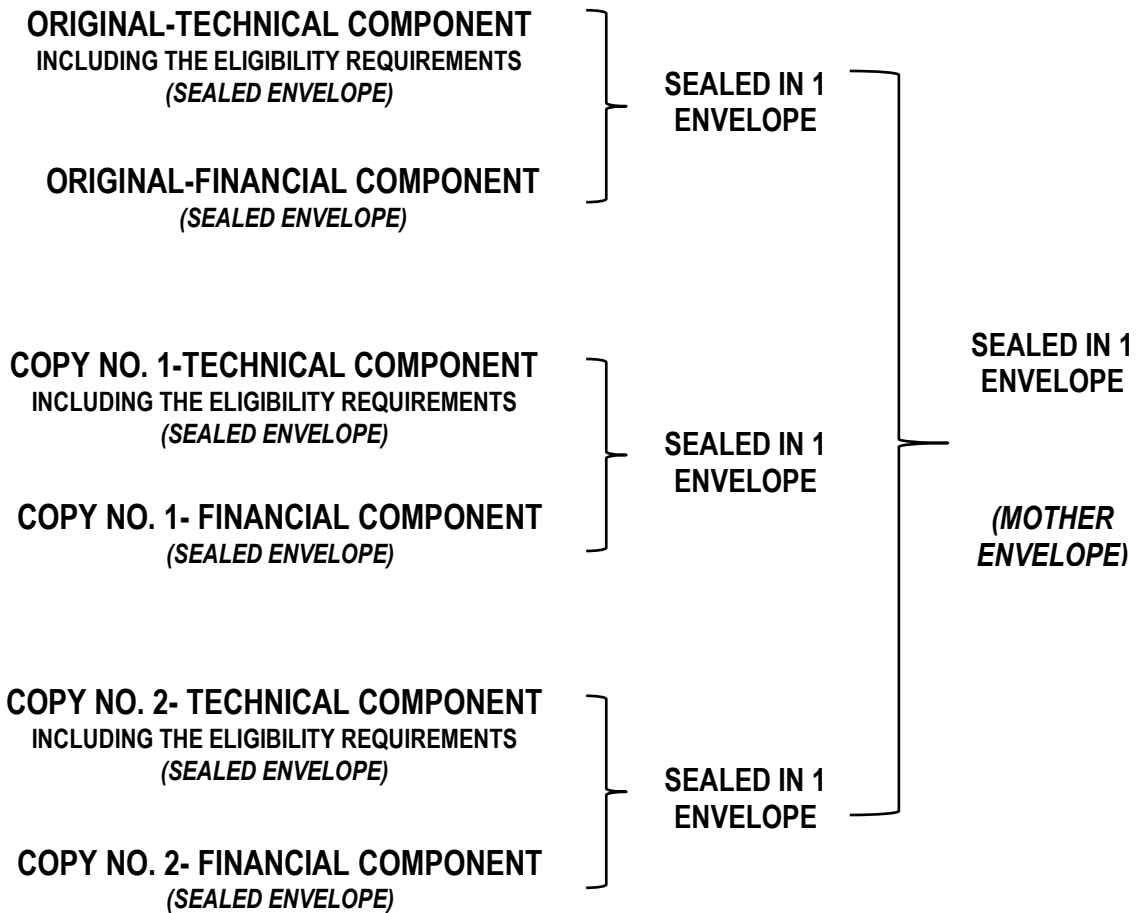 ORIGINAL-TECHNICAL COMPONENT
INCLUDING THE ELIGIBILITY REQUIREMENTS
(SEALED ENVELOPE)
ORIGINAL-FINANCIAL COMPONENT
(SEALED ENVELOPE)
SEALED IN 1
ENVELOPE
COPY NO. 1-TECHNICAL COMPONENT
INCLUDING THE ELIGIBILITY REQUIREMENTS
(SEALED ENVELOPE)
COPY NO. 1- FINANCIAL COMPONENT
(SEALED ENVELOPE)
SEALED IN 1
ENVELOPE
COPY NO. 2- TECHNICAL COMPONENT
INCLUDING THE ELIGIBILITY REQUIREMENTS
(SEALED ENVELOPE)
COPY NO. 2- FINANCIAL COMPONENT
(SEALED ENVELOPE)
SEALED IN 1
ENVELOPE
SEALED IN 1
ENVELOPE
(MOTHER
ENVELOPE)